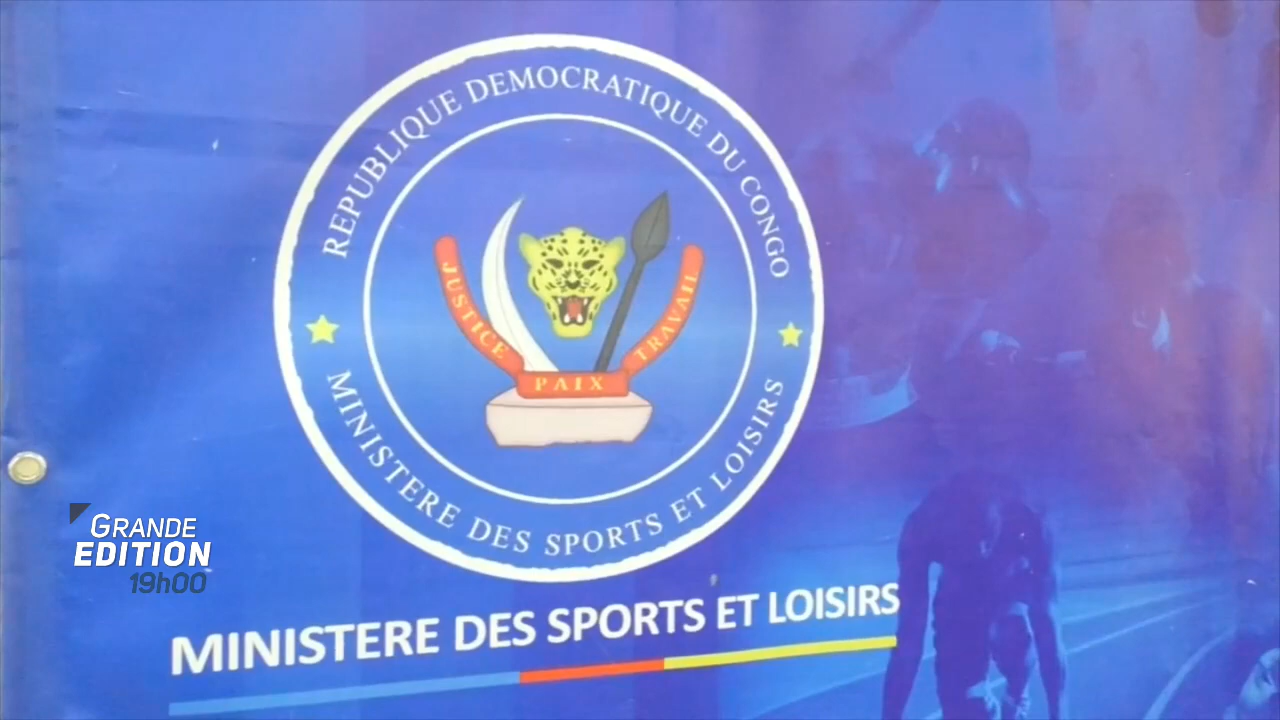 REPUBLIQUE DEMOCRATIQUE DU CONGO
JUSTICE
PAIX
TRAVAIL
MINISTERE DES SPORTS ET LOISIRS
GRANDE
EDITION
19h00
MINISTERE DES SPORTS ET LOISIRS